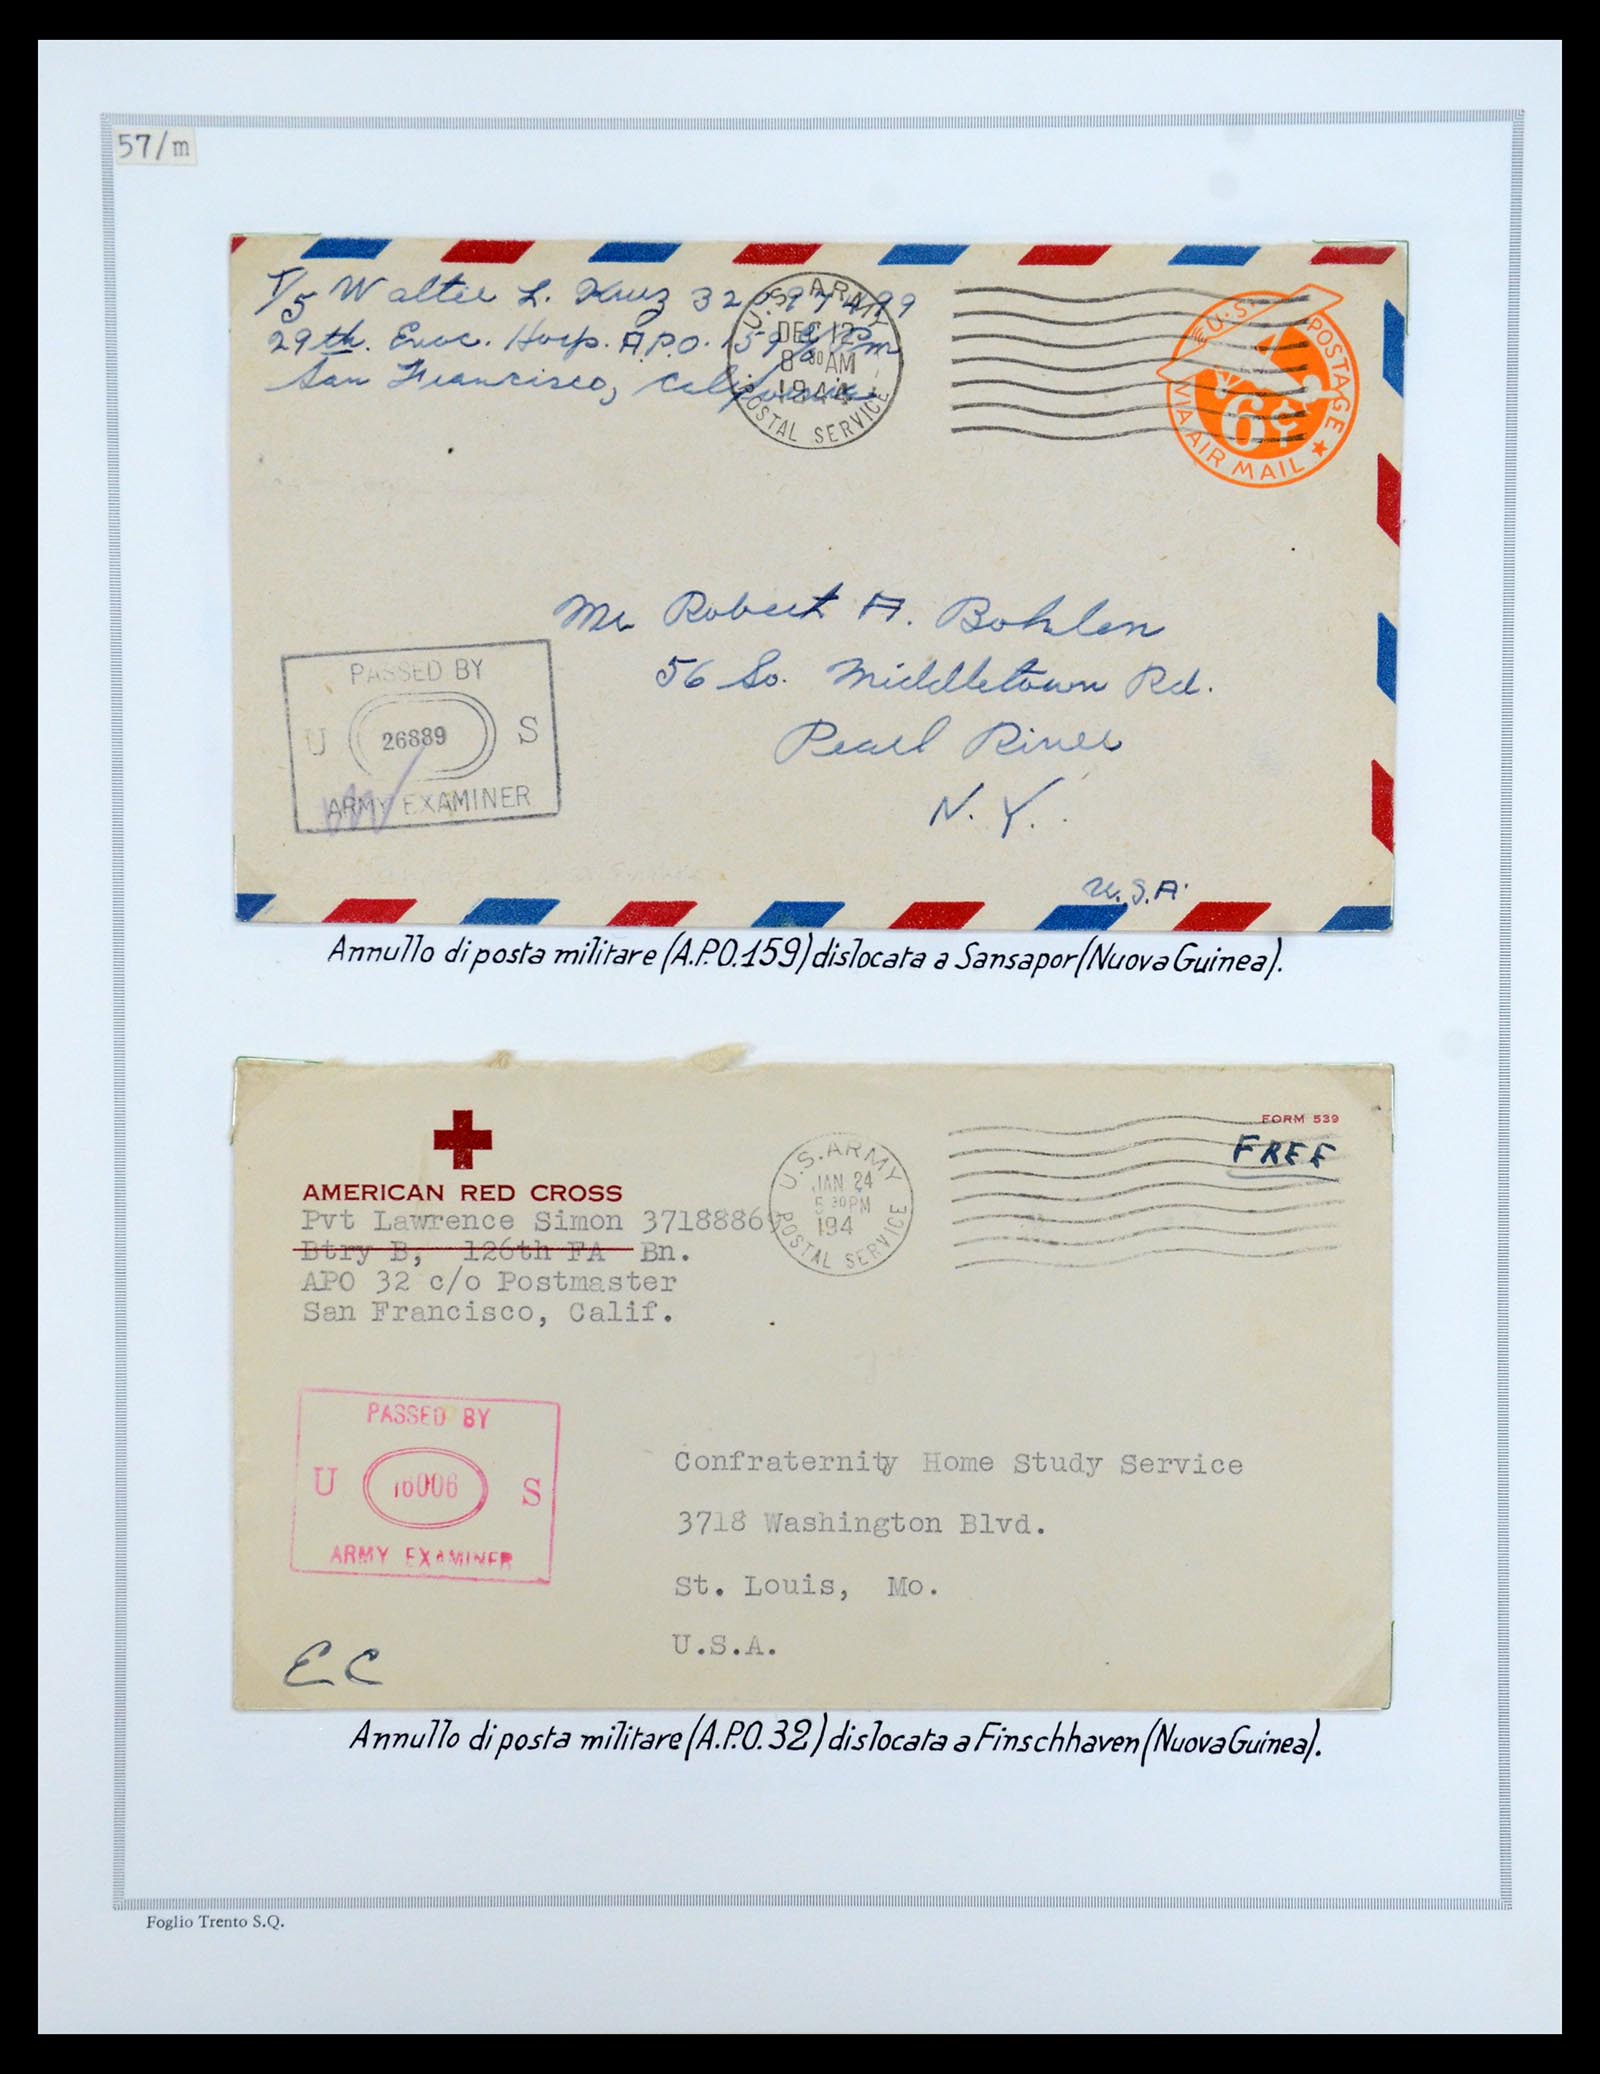 57/m
T/5 Walter L. 32
29th. Evac. Hosp. A.P.O. 159 % Pm
San Francisco, California
U.S. ARMY
DEC 12
8 30 AM
1944
POSTAL SERVICE
U.S. POSTAGE
6¢
VIA AIR MAIL
Mr Robert A. Bohlen
56 So. Middletown Rd.
Pearl River
N. Y.
U.S.A.
PASSED BY
U 26889 S
ARMY EXAMINER
Annullo di posta militare (A.P.O. 159) dislocata a Sansapor (Nuova Guinea).
FORM 539
FREE
AMERICAN RED CROSS
Pvt Lawrence Simon 3718886
Btry B, 126th FA Bn.
APO 32 c/o Postmaster
San Francisco, Calif.
U.S. ARMY
JAN 24
5 30 PM
194
POSTAL SERVICE
PASSED BY
U 16006 S
ARMY EXAMINER
Confraternity Home Study Service
3718 Washington Blvd.
St. Louis, Mo.
U.S.A.
EC
Annullo di posta militare (A.P.O. 32) dislocata a Finschhaven (Nuova Guinea).
Foglio Trento S.Q.